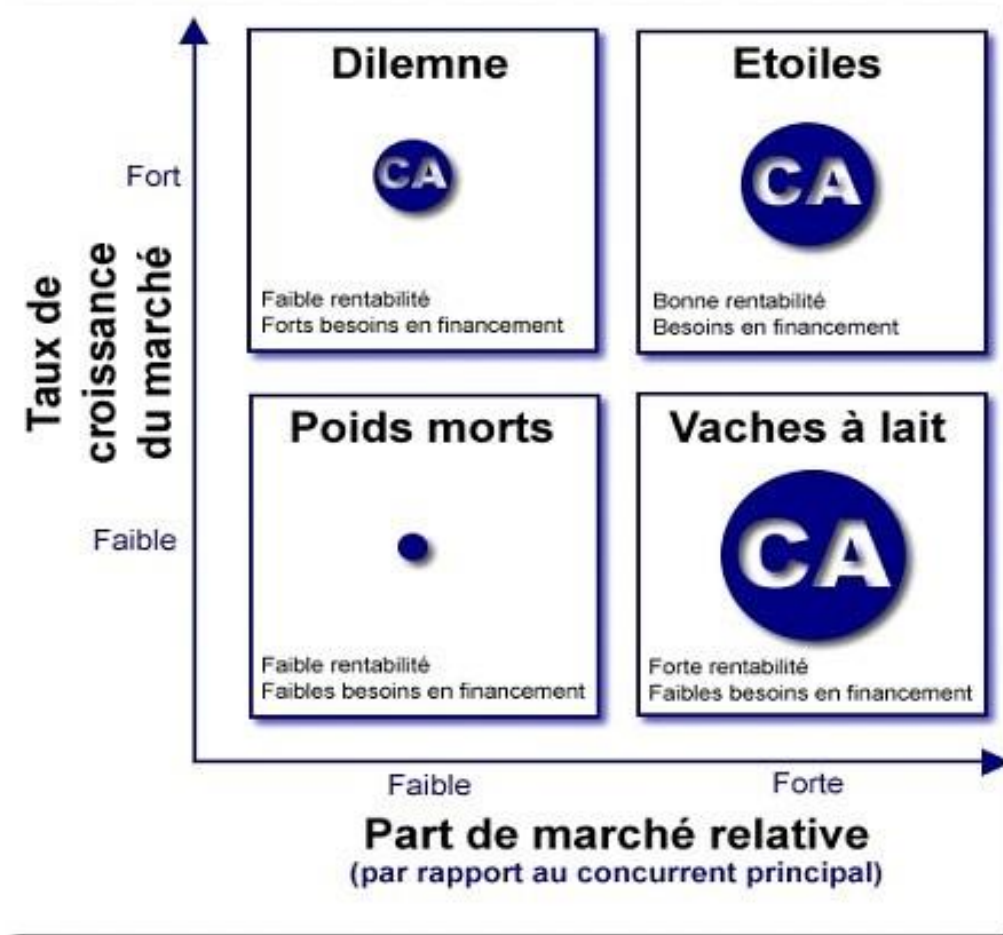 Dilemne
CA
Faible rentabilité
Forts besoins en financement
Etoiles
CA
Bonne rentabilité
Besoins en financement
Fort
Taux de
croissance
du marché
Faible
Poids morts
Faible rentabilité
Faibles besoins en financement
Vaches à lait
CA
Forte rentabilité
Faibles besoins en financement
Faible
Forte
Part de marché relative
(par rapport au concurrent principal)